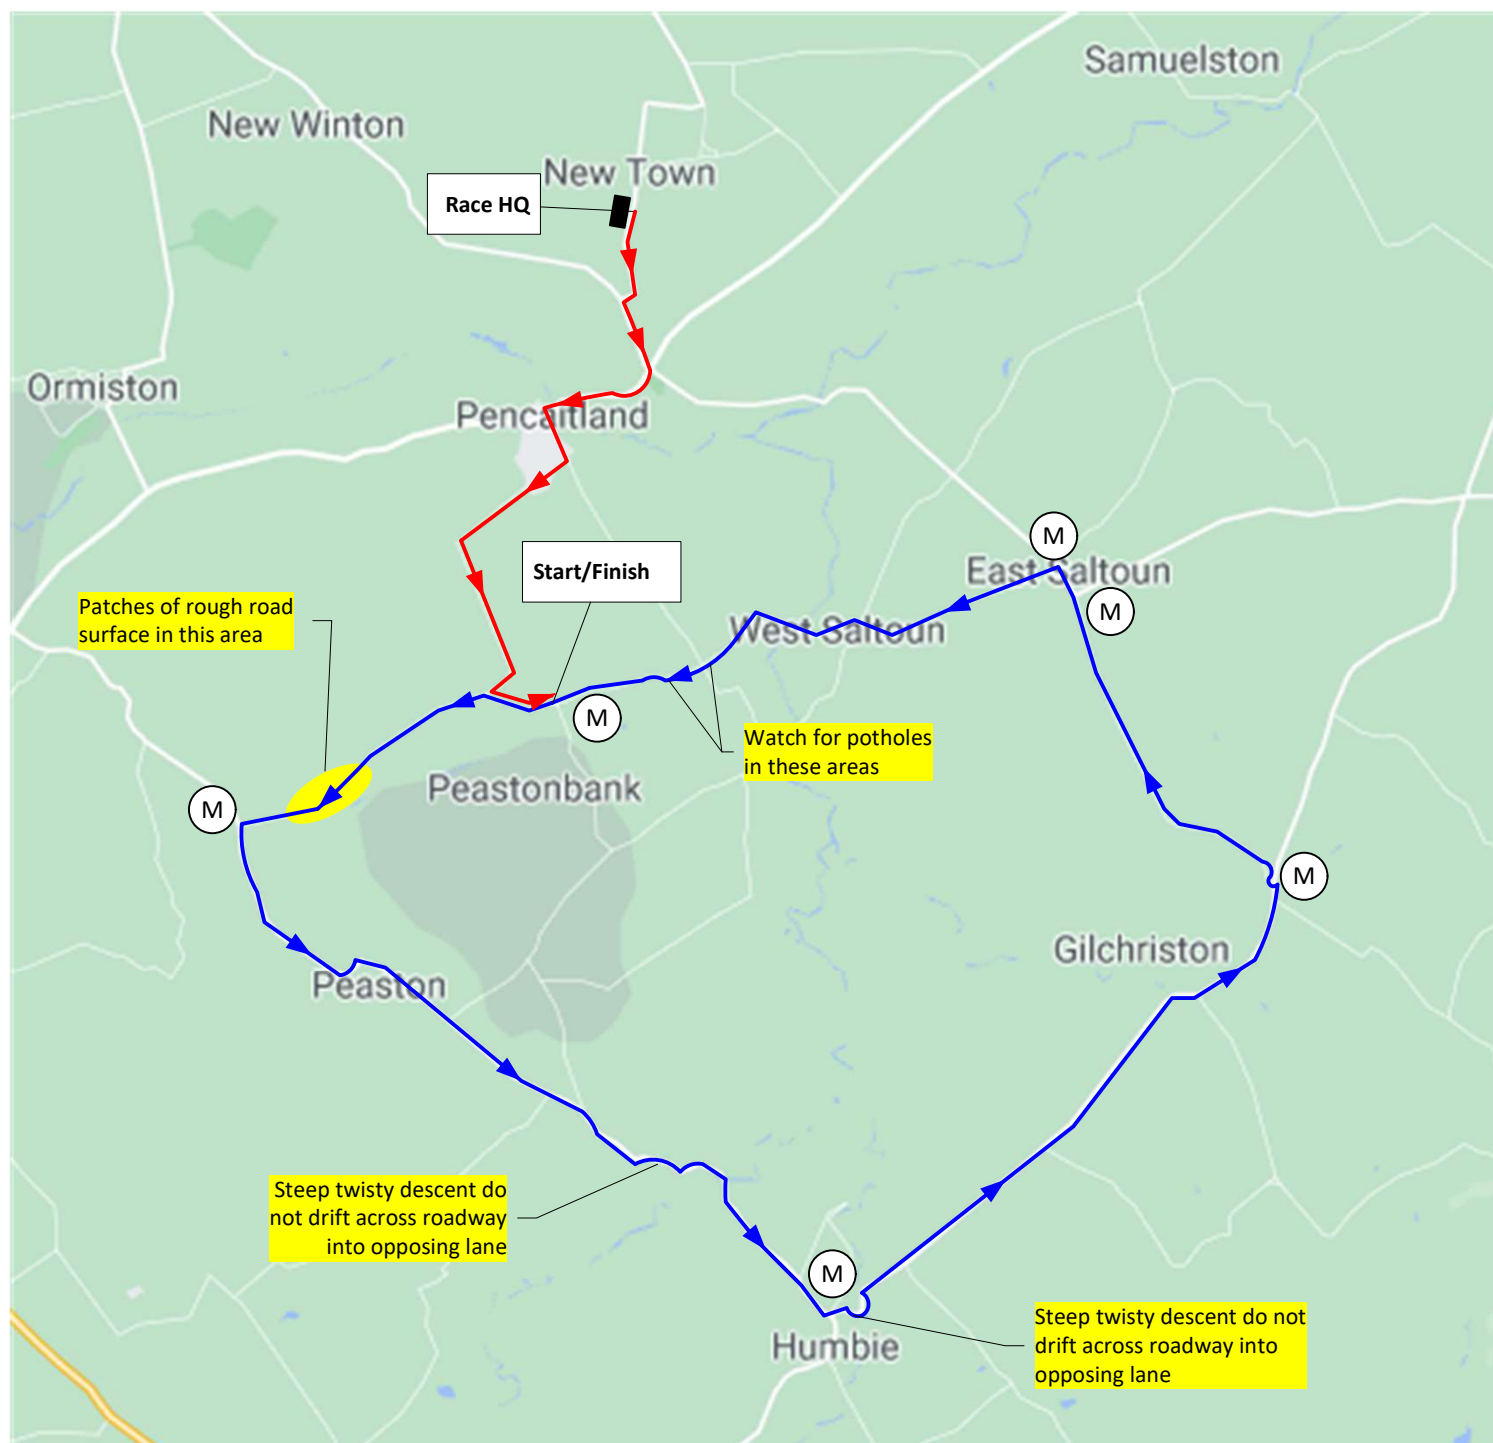 Samuelston
New Winton
New Town
Race HQ
Ormiston
Pencaitland
M
East Saltoun
Start/Finish
M
Patches of rough road
surface in this area
West Saltoun
M
Watch for potholes
in these areas
Peastonbank
M
M
Gilchriston
Peaston
Steep twisty descent do
not drift across roadway
into opposing lane
M
Steep twisty descent do not
drift across roadway into
opposing lane
Humbie